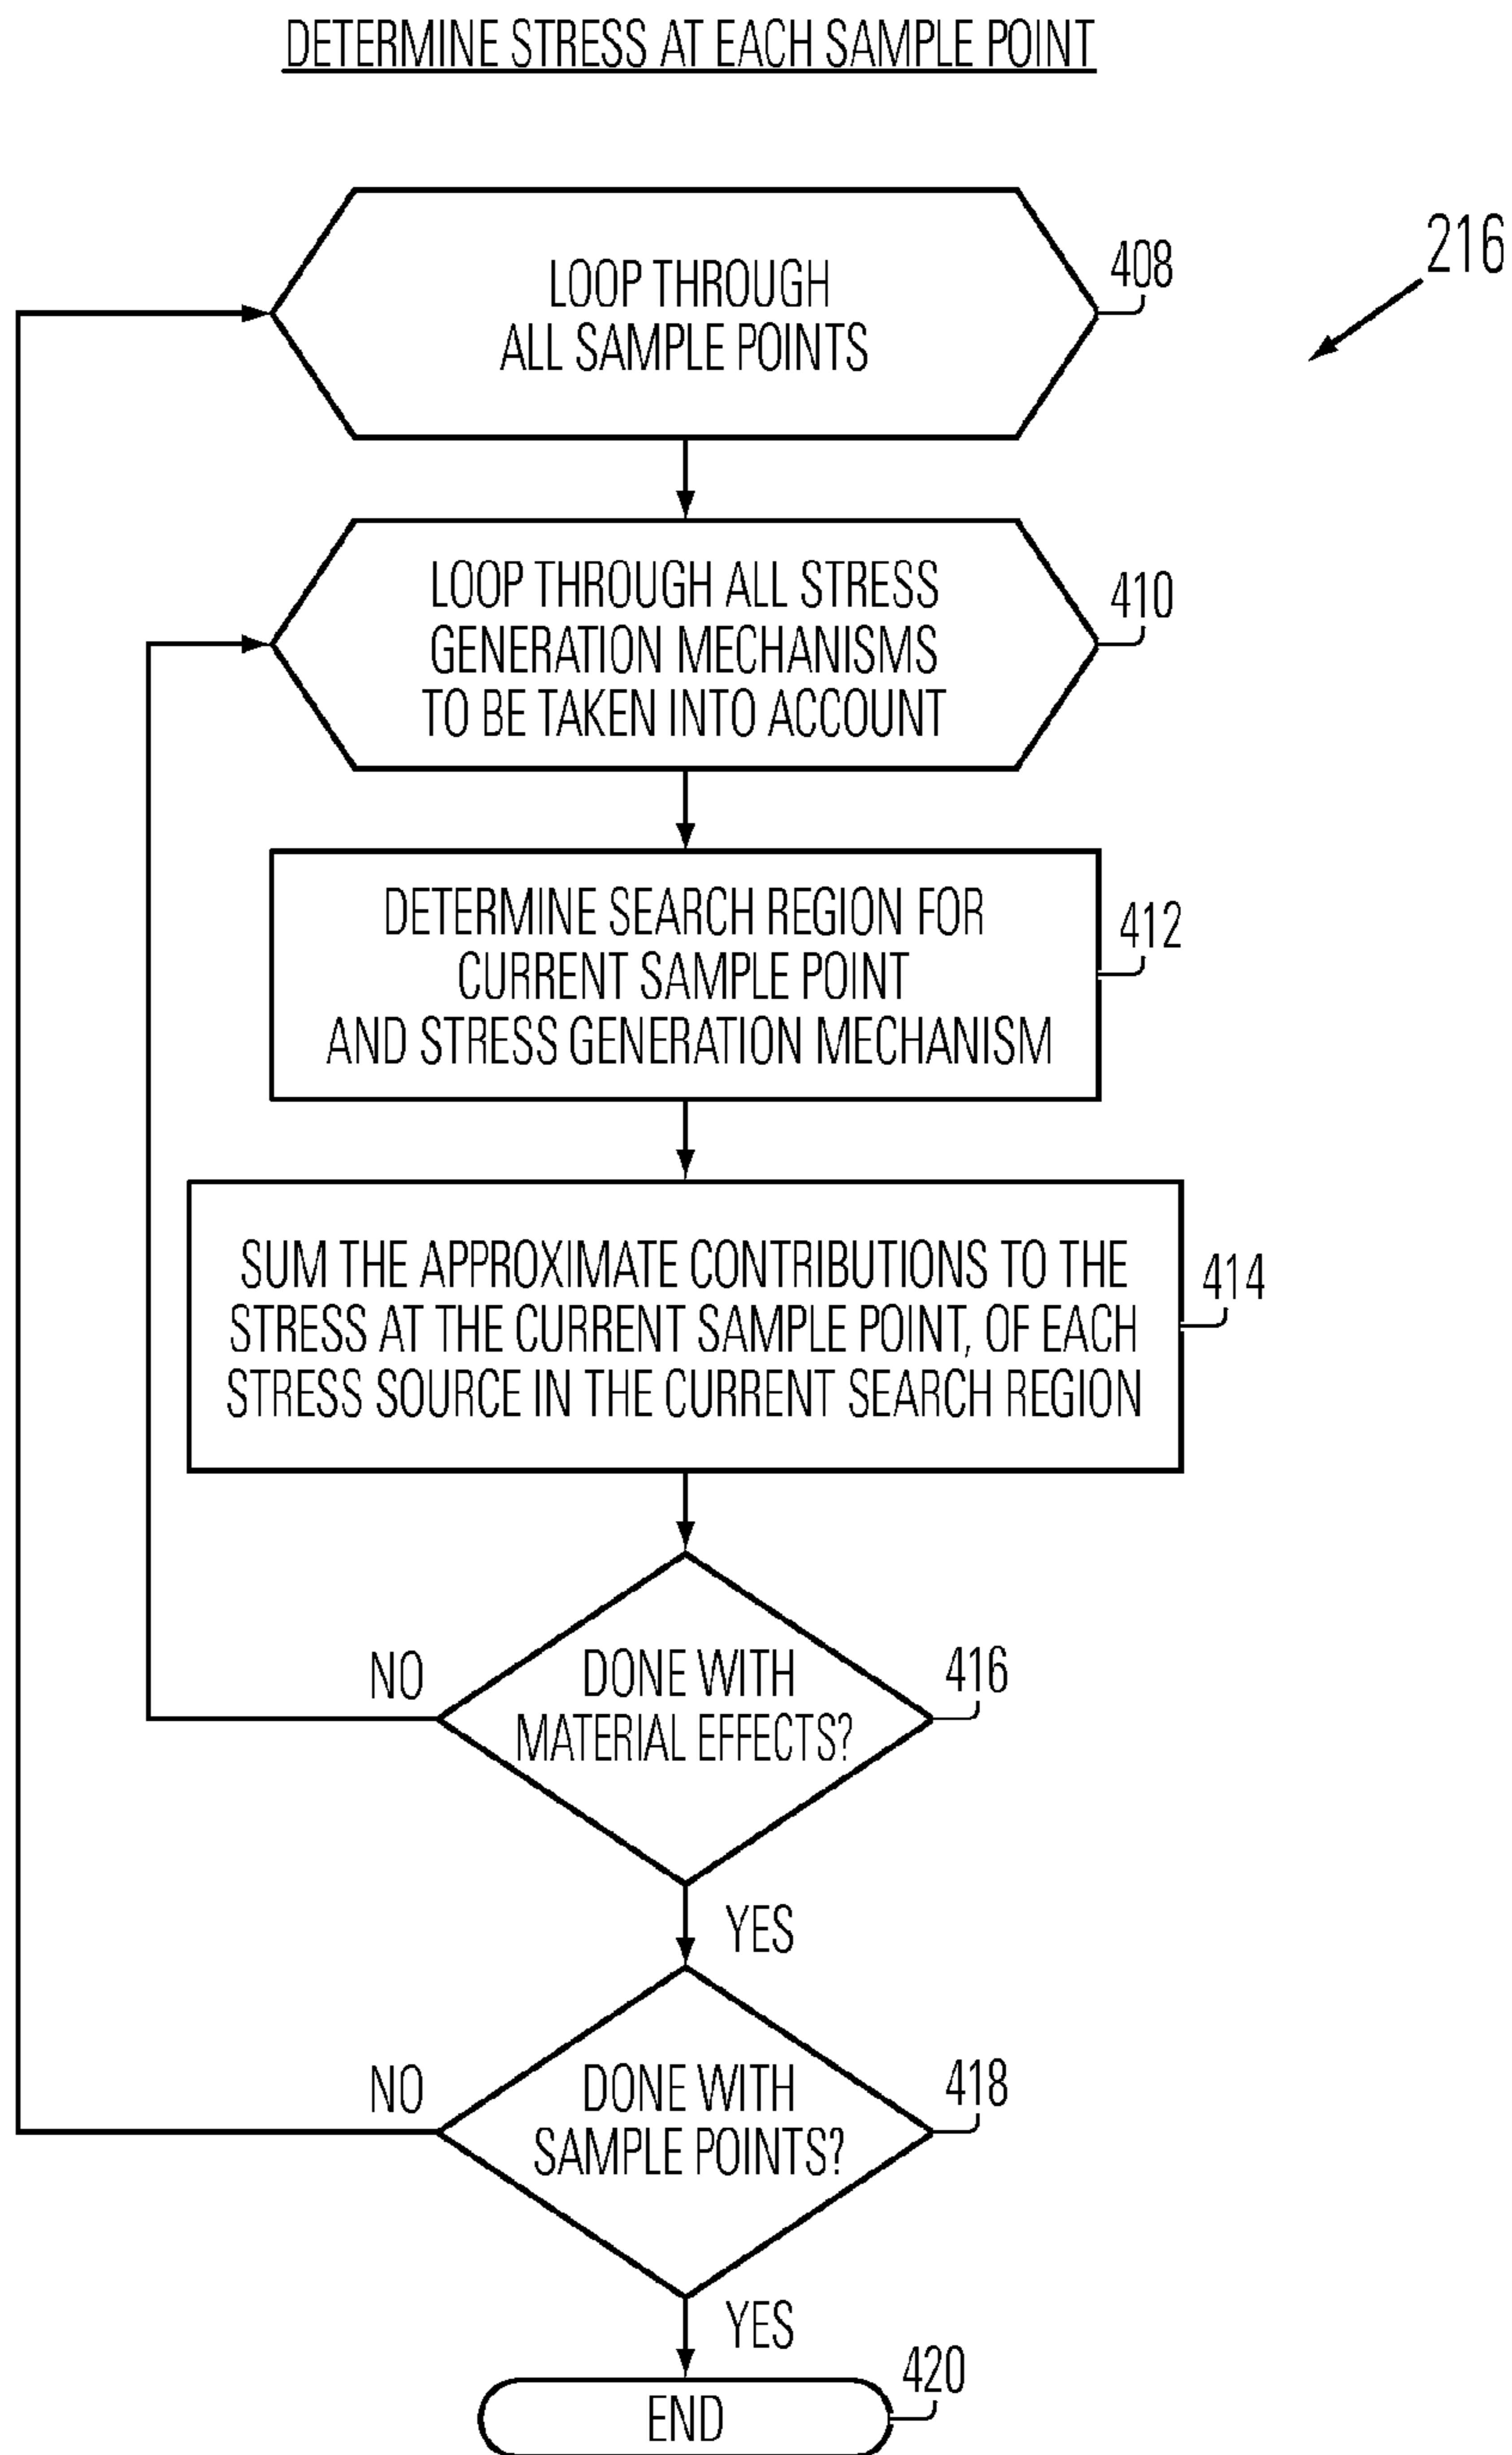 DETERMINE STRESS AT EACH SAMPLE POINT
216
LOOP THROUGH
ALL SAMPLE POINTS
408
LOOP THROUGH ALL STRESS
GENERATION MECHANISMS
TO BE TAKEN INTO ACCOUNT
410
DETERMINE SEARCH REGION FOR
CURRENT SAMPLE POINT
AND STRESS GENERATION MECHANISM
412
SUM THE APPROXIMATE CONTRIBUTIONS TO THE
STRESS AT THE CURRENT SAMPLE POINT, OF EACH
STRESS SOURCE IN THE CURRENT SEARCH REGION
414
NO
DONE WITH
MATERIAL EFFECTS?
416
YES
NO
DONE WITH
SAMPLE POINTS?
418
YES
END
420